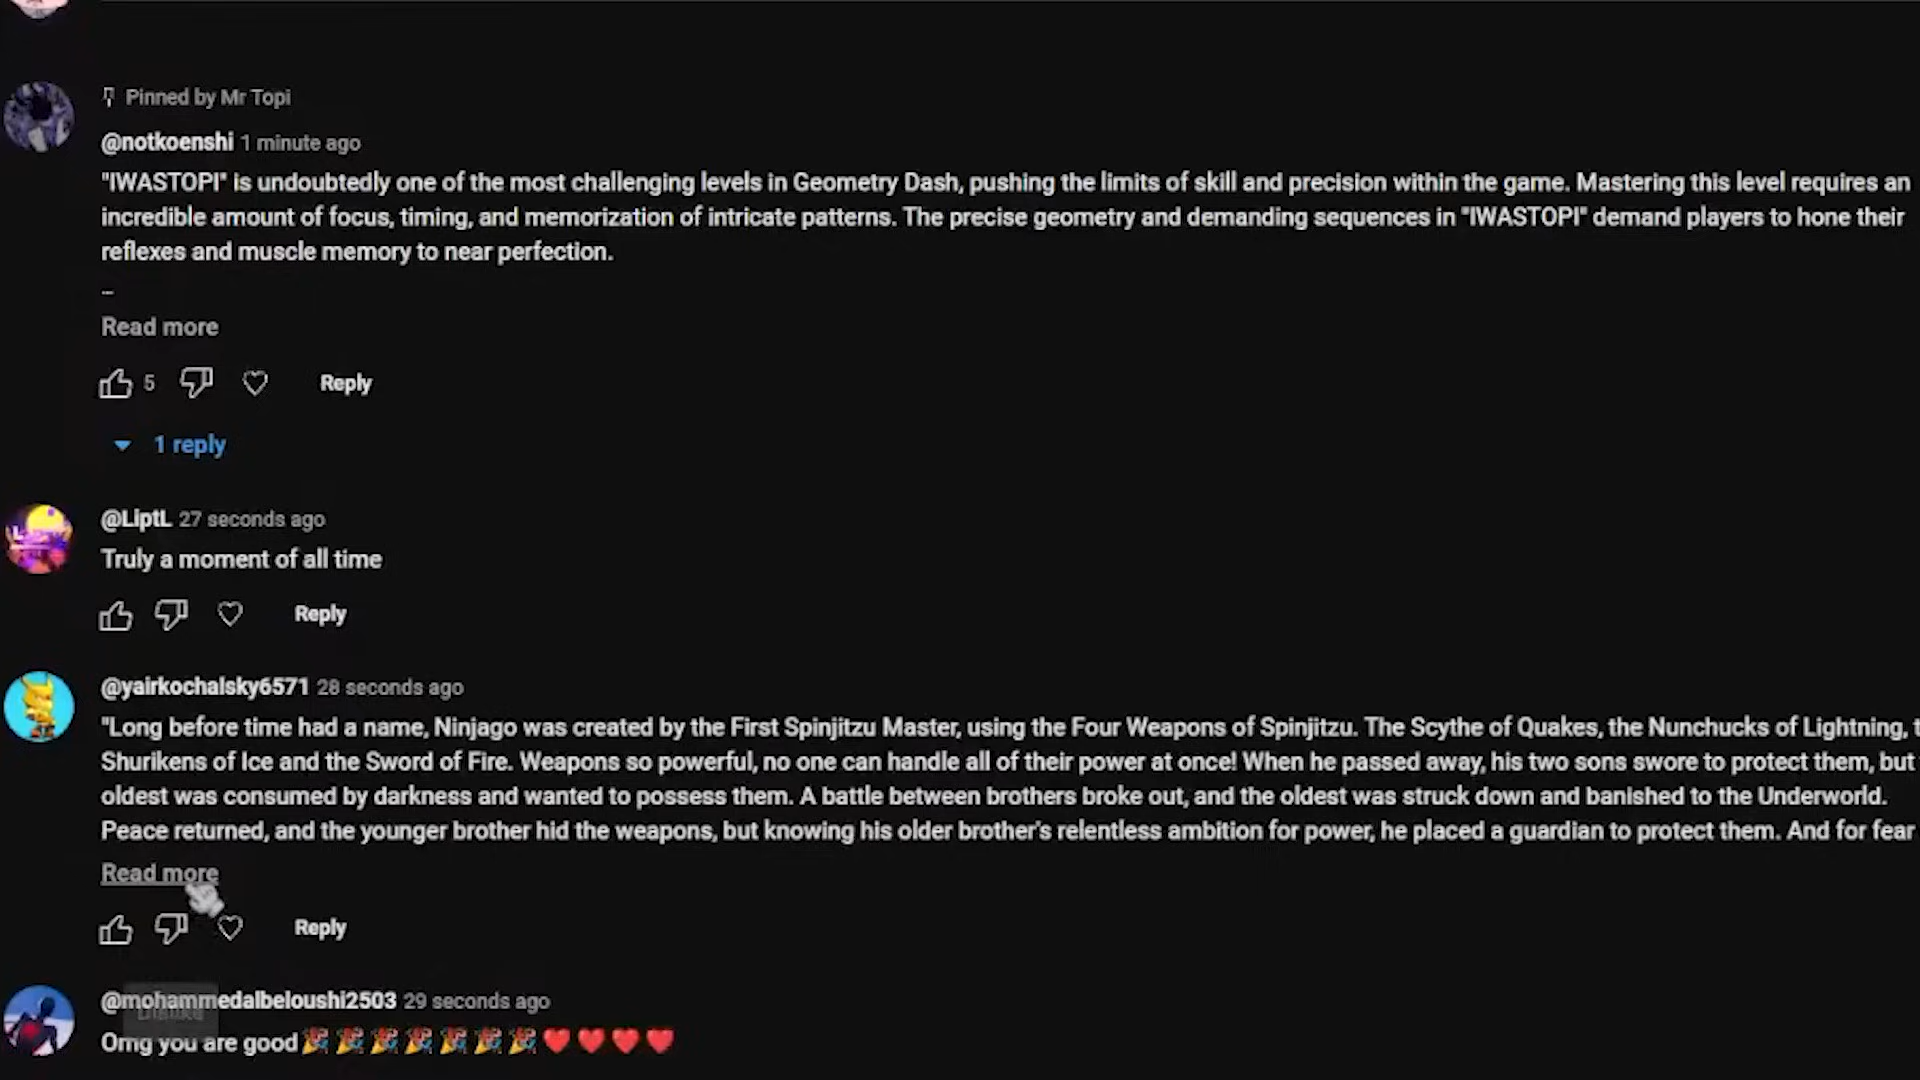 Pinned by Mr Topi
@notkoenshi 1 minute ago
"IWASTOPI" is undoubtedly one of the most challenging levels in Geometry Dash, pushing the limits of skill and precision within the game. Mastering this level requires an
incredible amount of focus, timing, and memorization of intricate patterns. The precise geometry and demanding sequences in "IWASTOPI" demand players to hone their
reflexes and muscle memory to near perfection.
...
Read more
5 Reply
1 reply
@LiptL 27 seconds ago
Truly a moment of all time
Reply
@yairkochalsky6571 28 seconds ago
"Long before time had a name, Ninjago was created by the First Spinjitzu Master, using the Four Weapons of Spinjitzu. The Scythe of Quakes, the Nunchucks of Lightning,
Shurikens of Ice and the Sword of Fire. Weapons so powerful, no one can handle all of their power at once! When he passed away, his two sons swore to protect them, but
oldest was consumed by darkness and wanted to possess them. A battle between brothers broke out, and the oldest was struck down and banished to the Underworld.
Peace returned, and the younger brother hid the weapons, but knowing his older brother's relentless ambition for power, he placed a guardian to protect them. And for fear
Read more
Reply
@mohammedalbeloushi2503 29 seconds ago
Dislike
Omg you are good 🎉🎉🎉🎉🎉🎉🎉❤️❤️❤️❤️